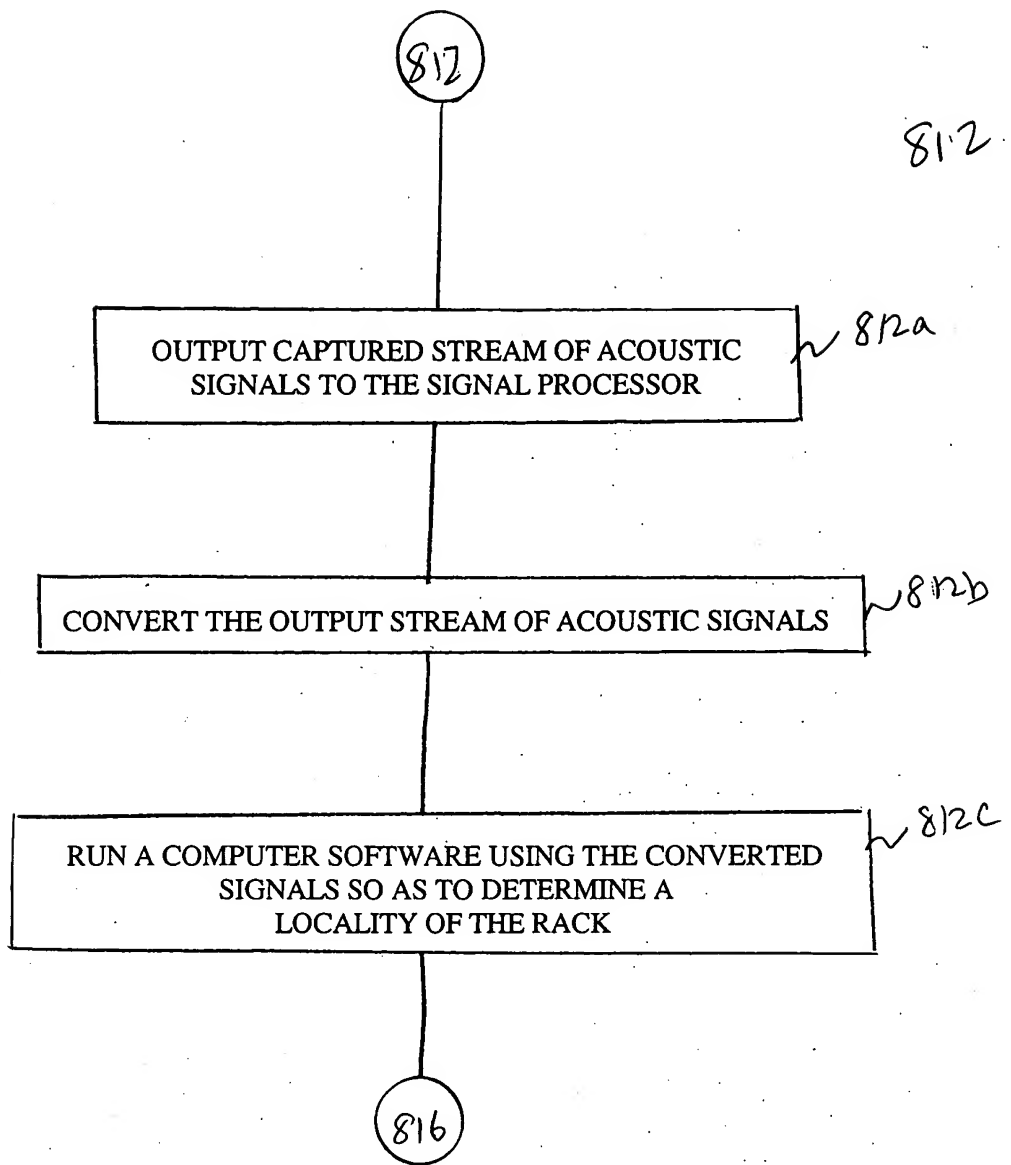 812
812
OUTPUT CAPTURED STREAM OF ACOUSTIC
SIGNALS TO THE SIGNAL PROCESSOR
812a
CONVERT THE OUTPUT STREAM OF ACOUSTIC SIGNALS
812b
RUN A COMPUTER SOFTWARE USING THE CONVERTED
SIGNALS SO AS TO DETERMINE A
LOCALITY OF THE RACK
812c
816